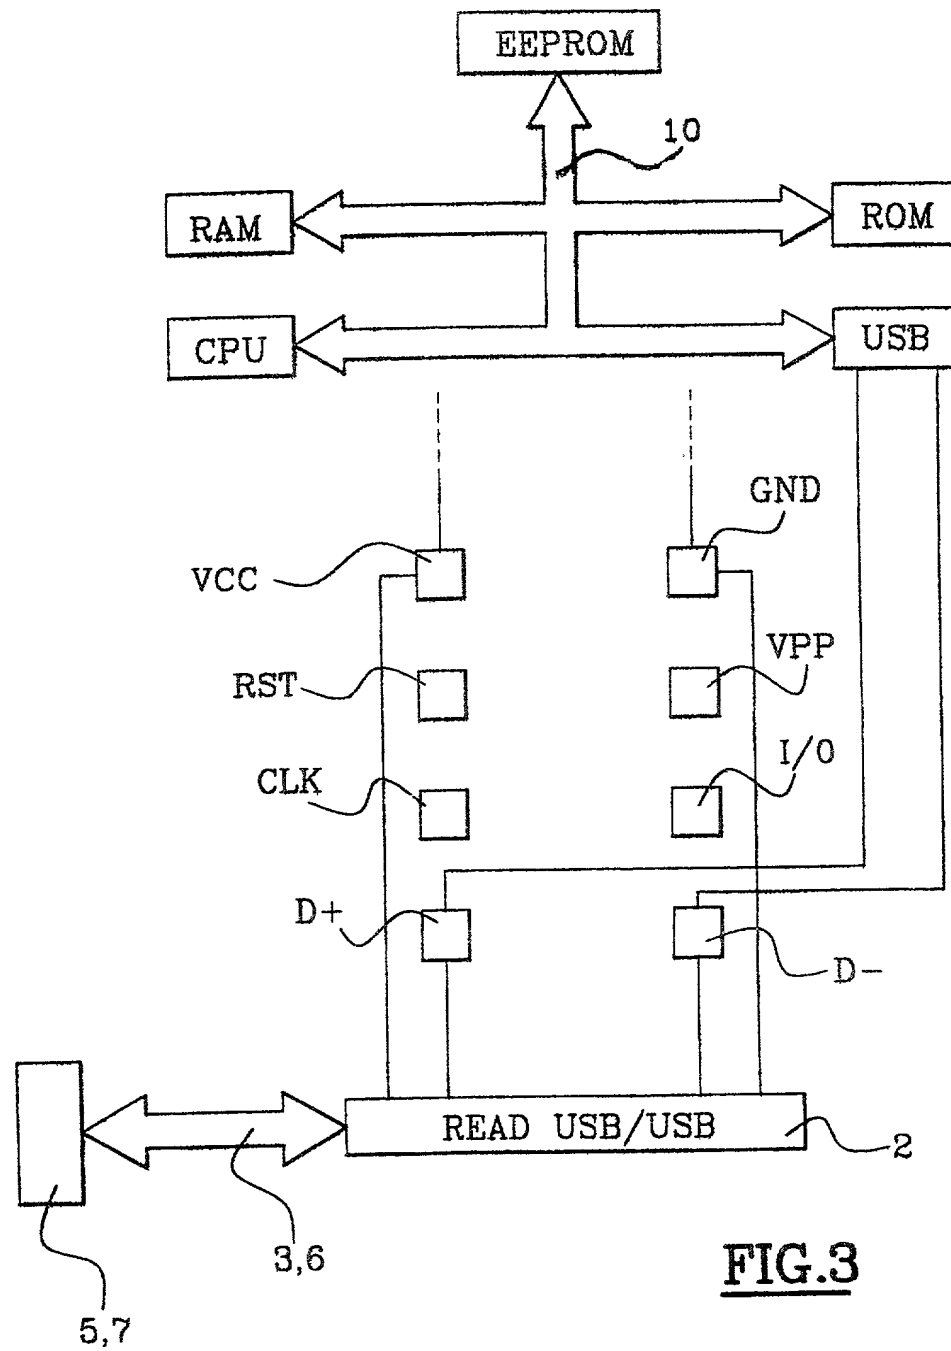 EEPROM
10
RAM
ROM
CPU
USB
GND
VCC
VPP
RST
I/O
CLK
D+
D-
READ USB/USB
2
3,6
FIG.3
5,7